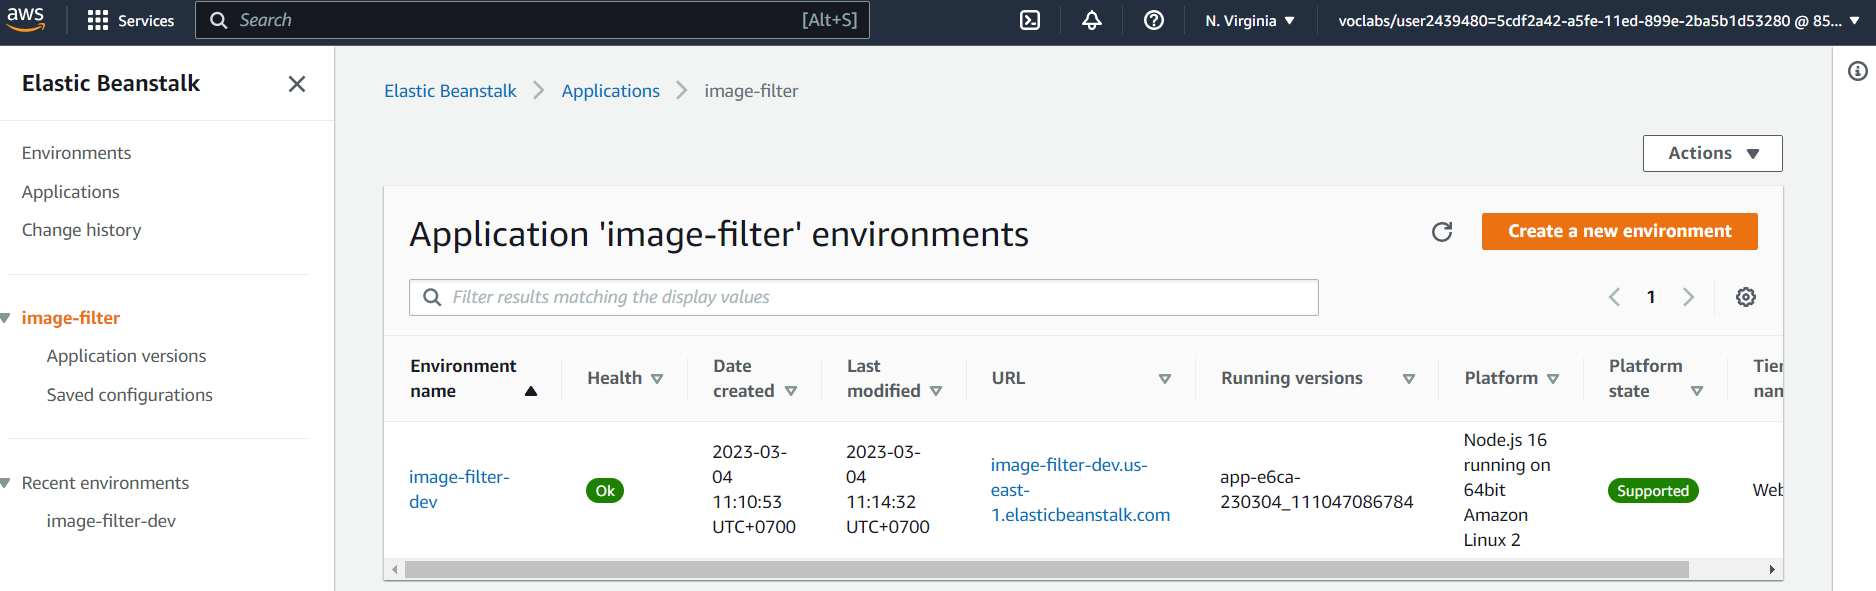 aws
Services
Search
[Alt+S]
N. Virginia
voclabs/user2439480=5cdf2a42-a5fe-11ed-899e-2ba5b1d53280 @ 85...
Elastic Beanstalk
Environments
Applications
Change history
image-filter
Application versions
Saved configurations
Recent environments
image-filter-dev
Elastic Beanstalk
Applications
image-filter
Actions
Application 'image-filter' environments
Create a new environment
Filter results matching the display values
1
Environment
name
Health
Date
created
Last
modified
URL
Running versions
Platform
Platform
state
Tier
nam
image-filter-
dev
Ok
2023-03-
04
11:10:53
UTC+0700
2023-03-
04
11:14:32
UTC+0700
image-filter-dev.us-
east-
1.elasticbeanstalk.com
app-e6ca-
230304_111047086784
Node.js 16
running on
64bit
Amazon
Linux 2
Supported
Web